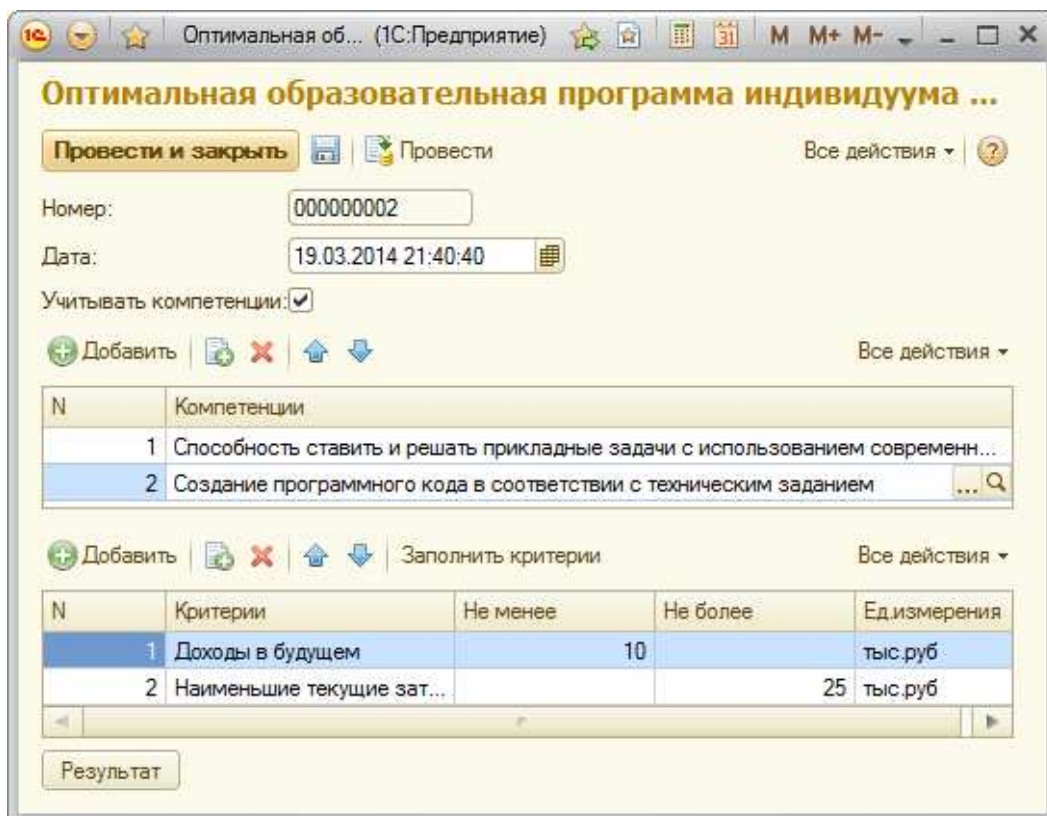 1С Оптимальная об... (1С:Предприятие) 31 M M+ M-
Оптимальная образовательная программа индивидуума ...
Провести и закрыть Провести Все действия ?
Номер: 000000002
Дата: 19.03.2014 21:40:40
Учитывать компетенции:
Добавить Все действия
N Компетенции
1 Способность ставить и решать прикладные задачи с использованием современн...
2 Создание программного кода в соответствии с техническим заданием ...
Добавить Заполнить критерии Все действия
N Критерии Не менее Не более Ед.измерения
1 Доходы в будущем 10 тыс.руб
2 Наименьшие текущие зат... 25 тыс.руб
Результат